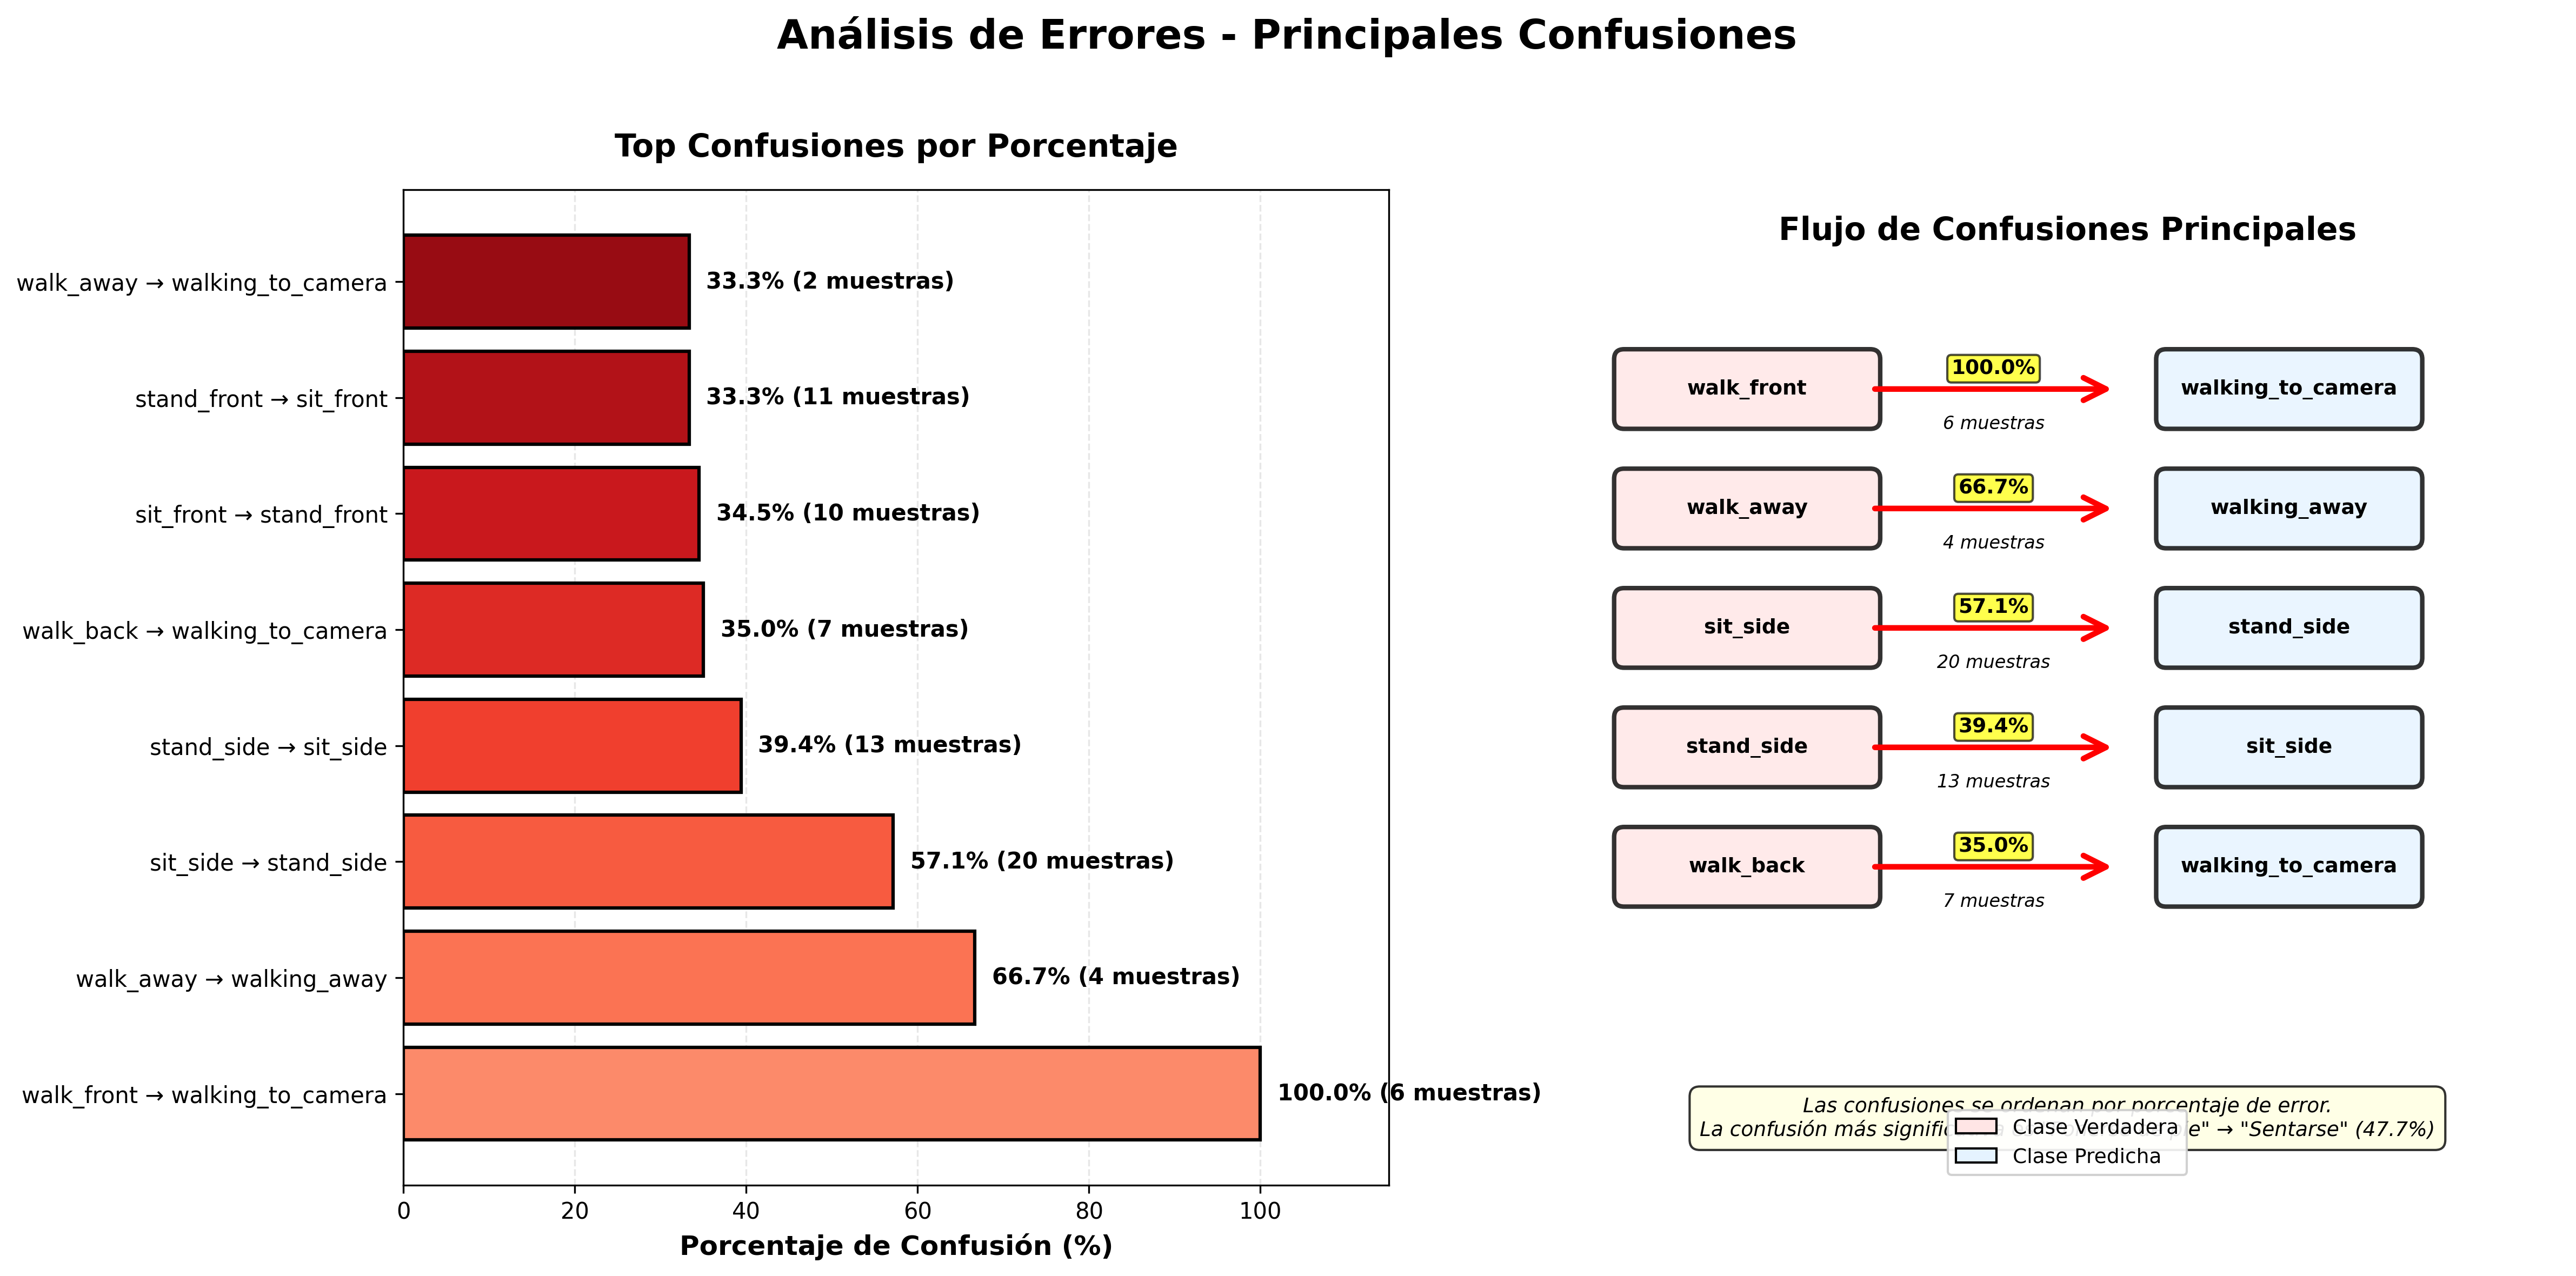 Análisis de Errores - Principales Confusiones
Top Confusiones por Porcentaje
walk_away → walking_to_camera
33.3% (2 muestras)
stand_front → sit_front
33.3% (11 muestras)
sit_front → stand_front
34.5% (10 muestras)
walk_back → walking_to_camera
35.0% (7 muestras)
stand_side → sit_side
39.4% (13 muestras)
sit_side → stand_side
57.1% (20 muestras)
walk_away → walking_away
66.7% (4 muestras)
walk_front → walking_to_camera
100.0% (6 muestras)
0 20 40 60 80 100
Porcentaje de Confusión (%)
Flujo de Confusiones Principales
walk_front
100.0%
6 muestras
walking_to_camera
walk_away
66.7%
4 muestras
walking_away
sit_side
57.1%
20 muestras
stand_side
stand_side
39.4%
13 muestras
sit_side
walk_back
35.0%
7 muestras
walking_to_camera
Las confusiones se ordenan por porcentaje de error.
La confusión más → "Sentarse" (47.7%)
Clase Verdadera
Clase Predicha